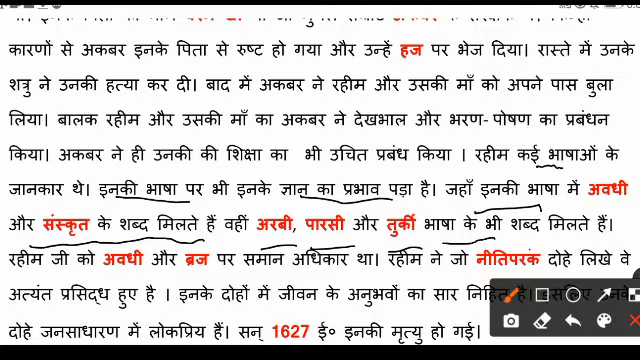 कारणों से अकबर इनके पिता से रुष्ट हो गया और उन्हें हज पर भेज दिया। रास्ते में उनके
शत्रु ने उनकी हत्या कर दी। बाद में अकबर ने रहीम और उसकी माँ को अपने पास बुला
लिया। बालक रहीम और उसकी माँ का अकबर ने देखभाल और भरण- पोषण का प्रबंधन
किया। अकबर ने ही उनकी की शिक्षा का भी उचित प्रबंध किया । रहीम कई भाषाओं के
जानकार थे। इनकी भाषा पर भी इनके ज्ञान का प्रभाव पड़ा है। जहाँ इनकी भाषा में अवधी
और संस्कृत के शब्द मिलते हैं वहीं अरबी, पारसी और तुर्की भाषा के भी शब्द मिलते हैं।
रहीम जी को अवधी और ब्रज पर समान अधिकार था। रहीम ने जो नीतिपरक दोहे लिखे वे
अत्यंत प्रसिद्ध हुए है । इनके दोहों में जीवन के अनुभवों का सार निहित है।
दोहे जनसाधारण में लोकप्रिय हैं। सन् 1627 ई० इनकी मृत्यु हो गई।